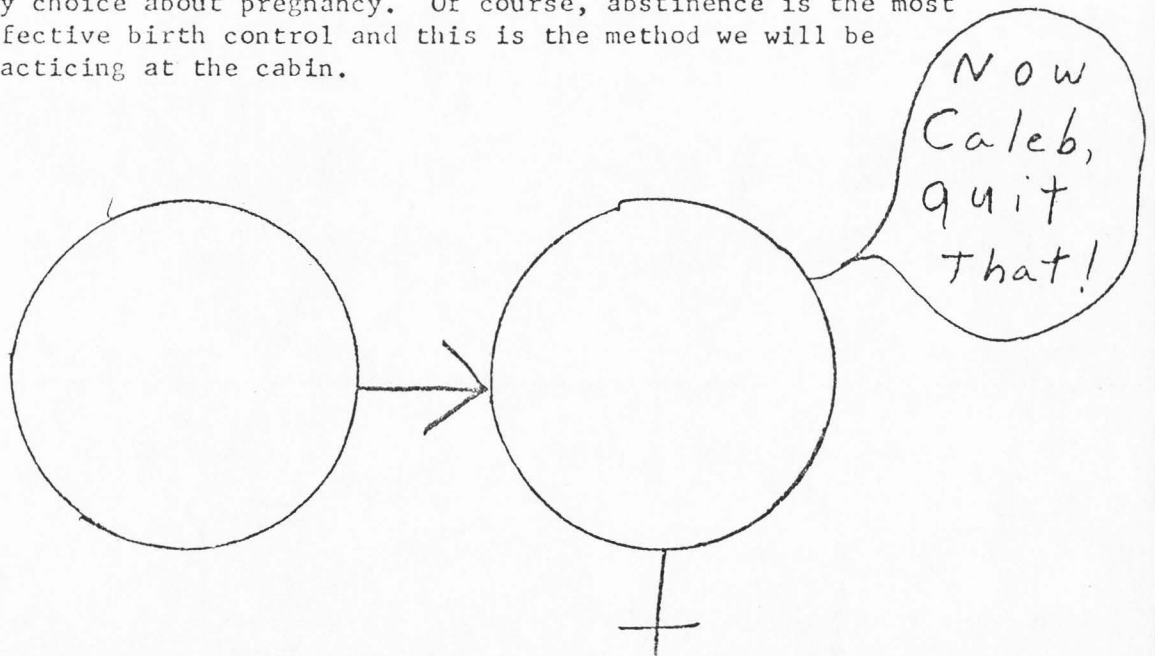 y choice about pregnancy. Of course, abstinence is the most
fective birth control and this is the method we will be
acticing at the cabin.
Now
Caleb,
quit
that!